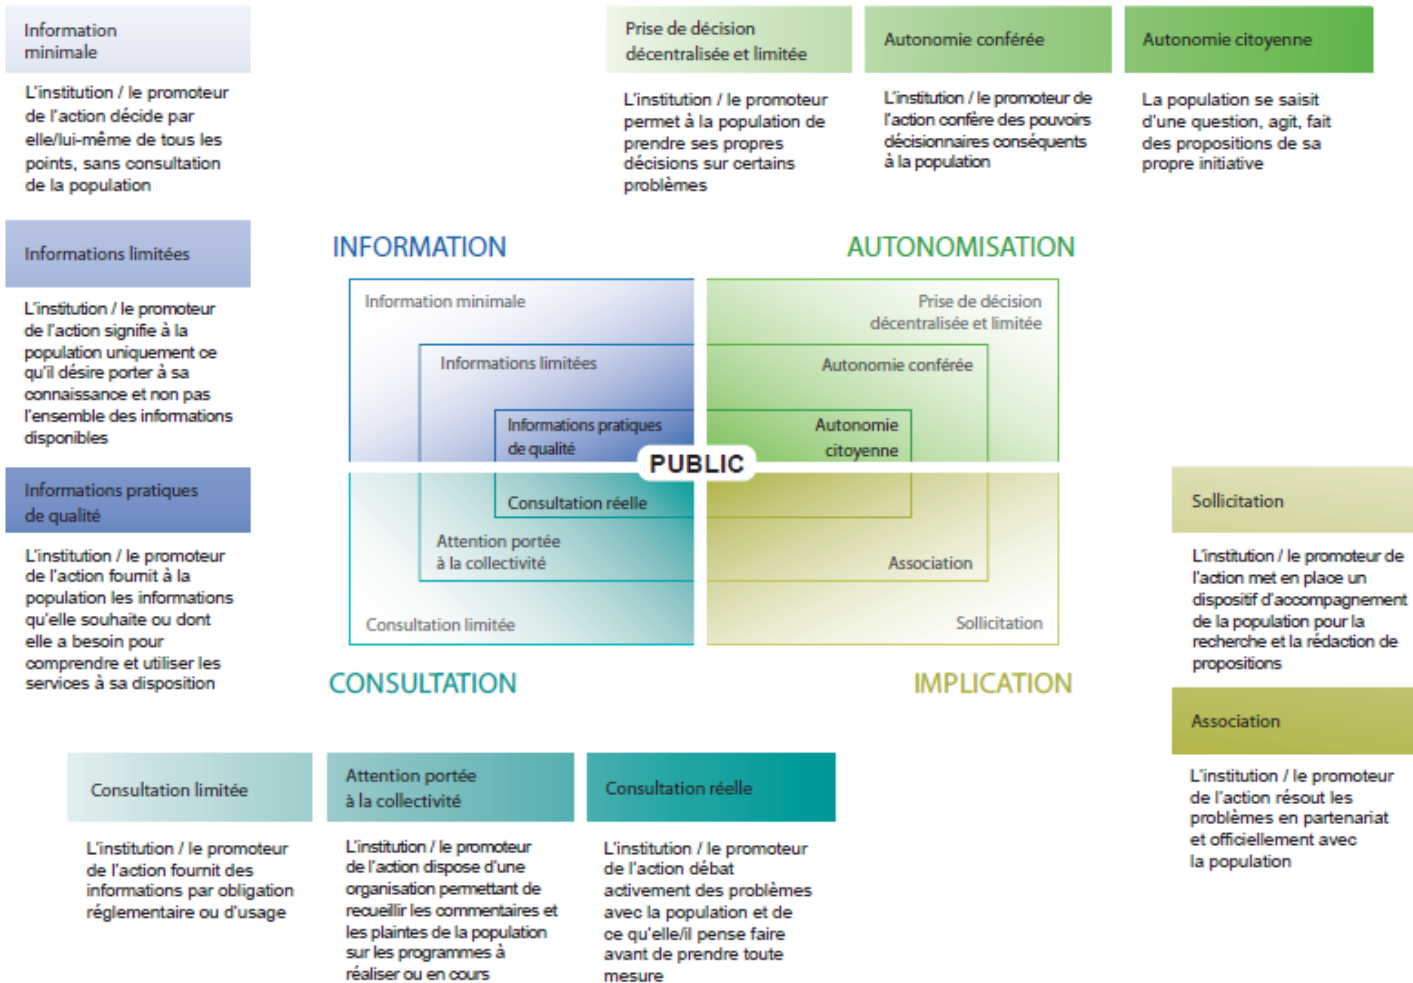 Information
minimale
L'institution / le promoteur
de l'action décide par
elle/lui-même de tous les
points, sans consultation
de la population
Informations limitées
L'institution / le promoteur
de l'action signifie à la
population uniquement ce
qu'il désire porter à sa
connaissance et non pas
l'ensemble des informations
disponibles
Informations pratiques
de qualité
L'institution / le promoteur
de l'action fournit à la
population les informations
qu'elle souhaite ou dont
elle a besoin pour
comprendre et utiliser les
services à sa disposition
Prise de décision
décentralisée et limitée
L'institution / le promoteur
permet à la population de
prendre ses propres
décisions sur certains
problèmes
Autonomie conférée
L'institution / le promoteur de
l'action confère des pouvoirs
décisionnaires conséquents
à la population
Autonomie citoyenne
La population se saisit
d'une question, agit, fait
des propositions de sa
propre initiative
INFORMATION
AUTONOMISATION
Information minimale
Informations limitées
Informations pratiques
de qualité
Prise de décision
décentralisée et limitée
Autonomie conférée
Autonomie
citoyenne
PUBLIC
Consultation réelle
Attention portée
à la collectivité
Consultation limitée
Association
Sollicitation
CONSULTATION
IMPLICATION
Sollicitation
L'institution / le promoteur de
l'action met en place un
dispositif d'accompagnement
de la population pour la
recherche et la rédaction de
propositions
Association
L'institution / le promoteur
de l'action résout les
problèmes en partenariat
et officiellement avec
la population
Consultation limitée
L'institution / le promoteur
de l'action fournit des
informations par obligation
réglementaire ou d'usage
Attention portée
à la collectivité
L'institution / le promoteur
de l'action dispose d'une
organisation permettant de
recueillir les commentaires et
les plaintes de la population
sur les programmes à
réaliser ou en cours
Consultation réelle
L'institution / le promoteur
de l'action débat
activement des problèmes
avec la population et de
ce qu'elle/il pense faire
avant de prendre toute
mesure